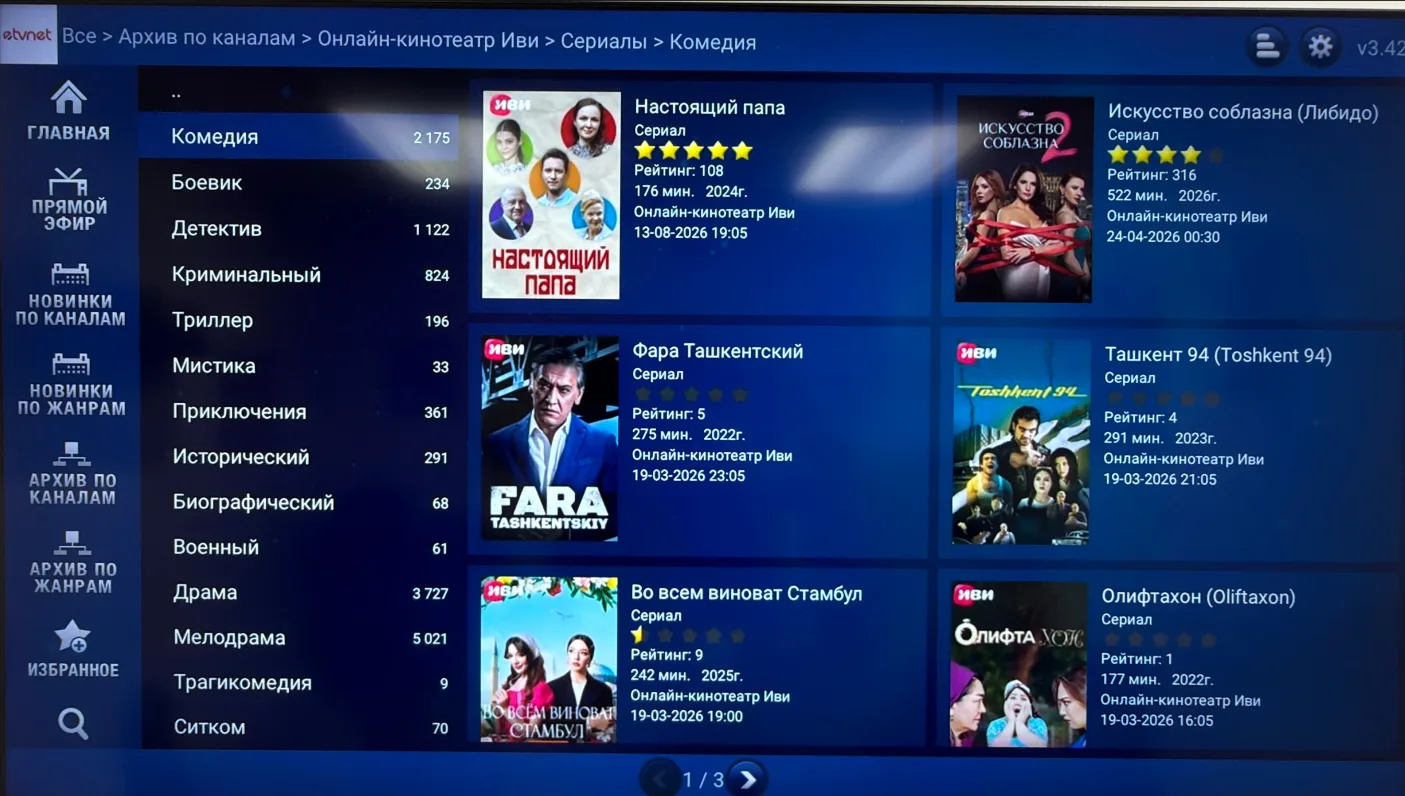 etvnet
Все > Архив по каналам > Онлайн-кинотеатр Иви > Сериалы > Комедия
v3.42
ГЛАВНАЯ
ПРЯМОЙ
ЭФИР
НОВИНКИ
ПО КАНАЛАМ
НОВИНКИ
ПО ЖАНРАМ
АРХИВ ПО
КАНАЛАМ
АРХИВ ПО
ЖАНРАМ
ИЗБРАННОЕ
..
Комедия 2 175
Боевик 234
Детектив 1 122
Криминальный 824
Триллер 196
Мистика 33
Приключения 361
Исторический 291
Биографический 68
Военный 61
Драма 3 727
Мелодрама 5 021
Трагикомедия 9
Ситком 70
иви
НАСТОЯЩИЙ
ПАПА
Настоящий папа
Сериал
Рейтинг: 108
176 мин. 2024г.
Онлайн-кинотеатр Иви
13-08-2026 19:05
ИСКУССТВО
СОБЛАЗНА 2
Искусство соблазна (Либидо)
Сериал
Рейтинг: 316
522 мин. 2026г.
Онлайн-кинотеатр Иви
24-04-2026 00:30
иви
FARA
TASHKENTSKIY
Фара Ташкентский
Сериал
Рейтинг: 5
275 мин. 2022г.
Онлайн-кинотеатр Иви
19-03-2026 23:05
иви
Toshkent 94
Ташкент 94 (Toshkent 94)
Сериал
Рейтинг: 4
291 мин. 2023г.
Онлайн-кинотеатр Иви
19-03-2026 21:05
иви
ВО ВСЁМ ВИНОВАТ
СТАМБУЛ
Во всем виноват Стамбул
Сериал
Рейтинг: 9
242 мин. 2025г.
Онлайн-кинотеатр Иви
19-03-2026 19:00
иви
Олифта ХОН
Олифтахон (Oliftaxon)
Сериал
Рейтинг: 1
177 мин. 2022г.
Онлайн-кинотеатр Иви
19-03-2026 16:05
1 / 3